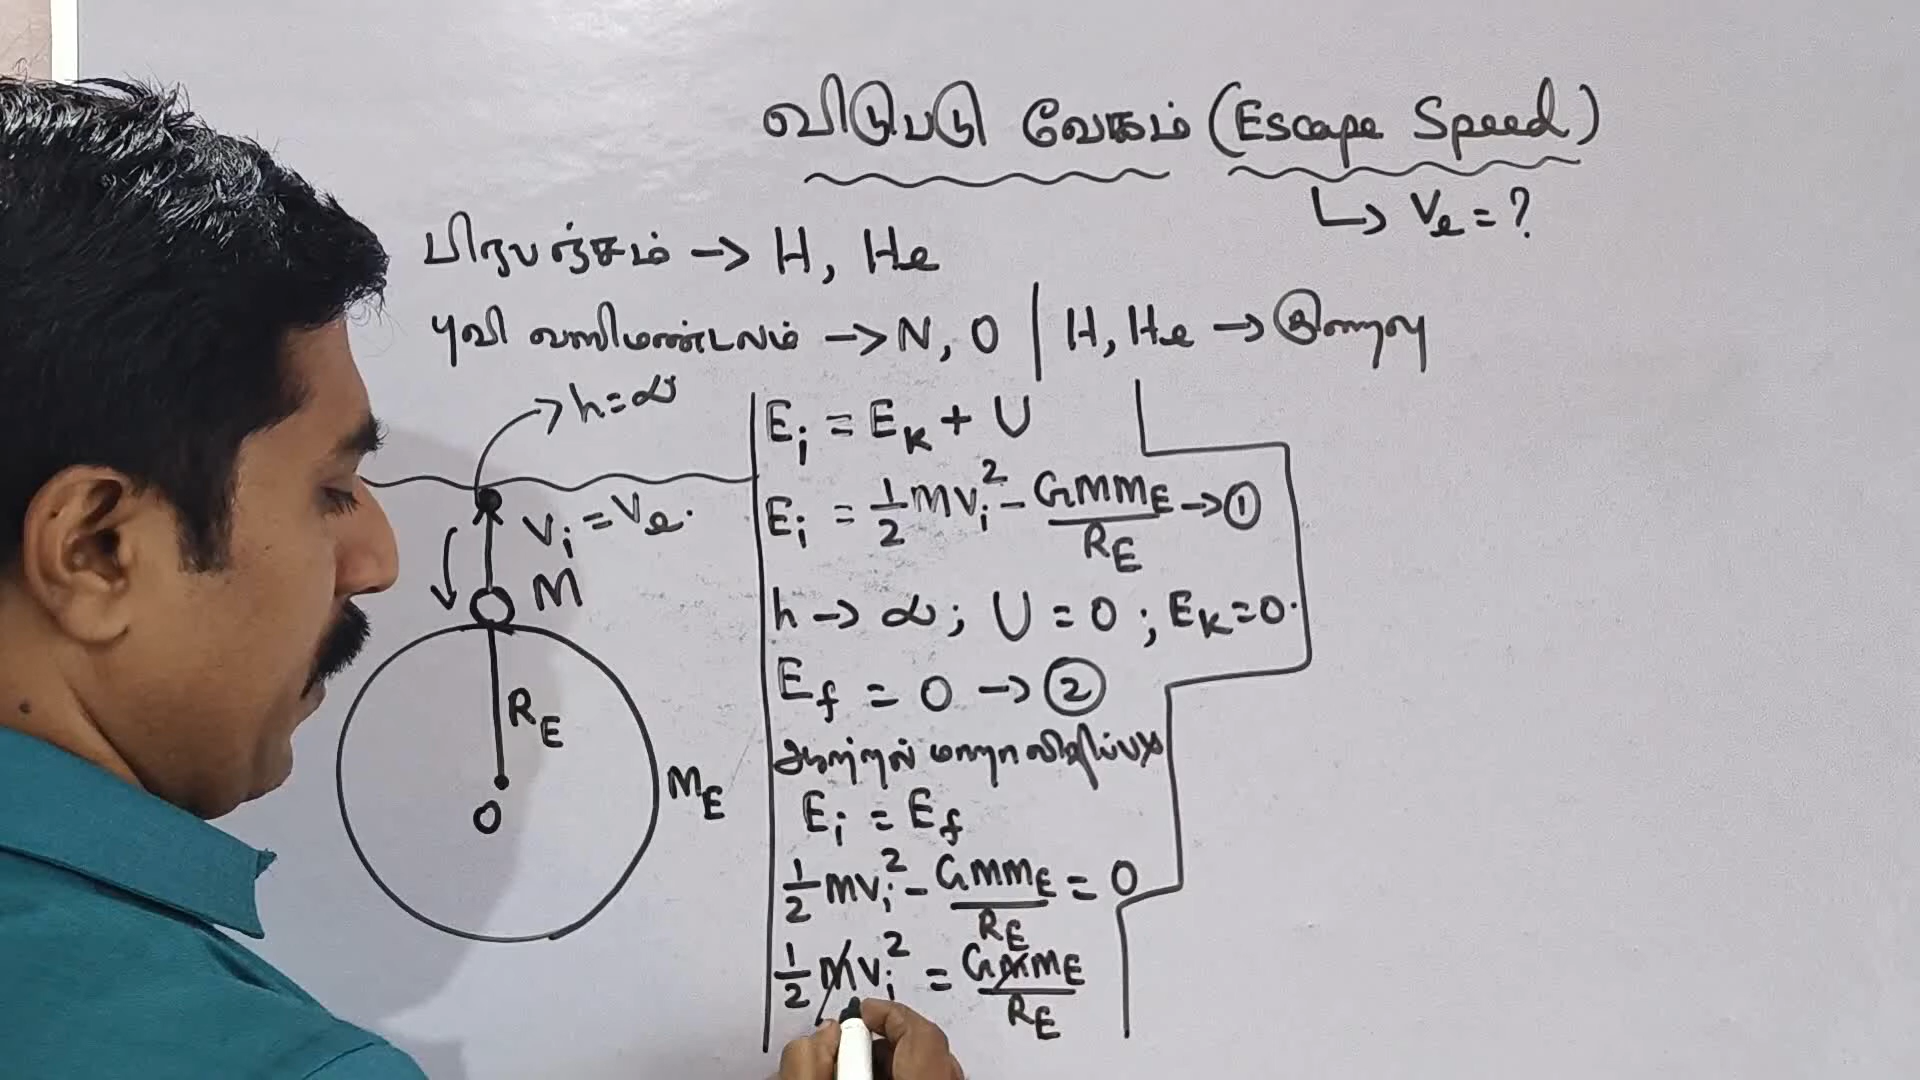 விடுபடு வேகம் (Escape Speed)
↳ Ve = ?
பிரபஞ்சம் → H, He
புவி வளிமண்டலம் → N, O | H, He →
h = ∝
Vi = Ve.
M
RE
O
ME
Ei = EK + U
Ei = 1/2 MVi² - GMME/RE → ①
h → ∝; U = 0; EK = 0.
Ef = 0 → ②
ஆற்றல் மாறா விதிப்படி
Ei = Ef
1/2 MVi² - GMME/RE = 0
1/2 MVi² = GMME/RE